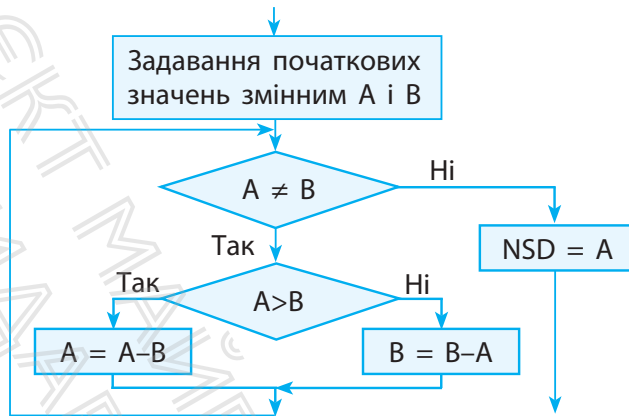 Задавання початкових
значень змінним A і B
A ≠ B
Ні
Так
NSD = A
Так
A>B
Ні
A = A–B
B = B–A